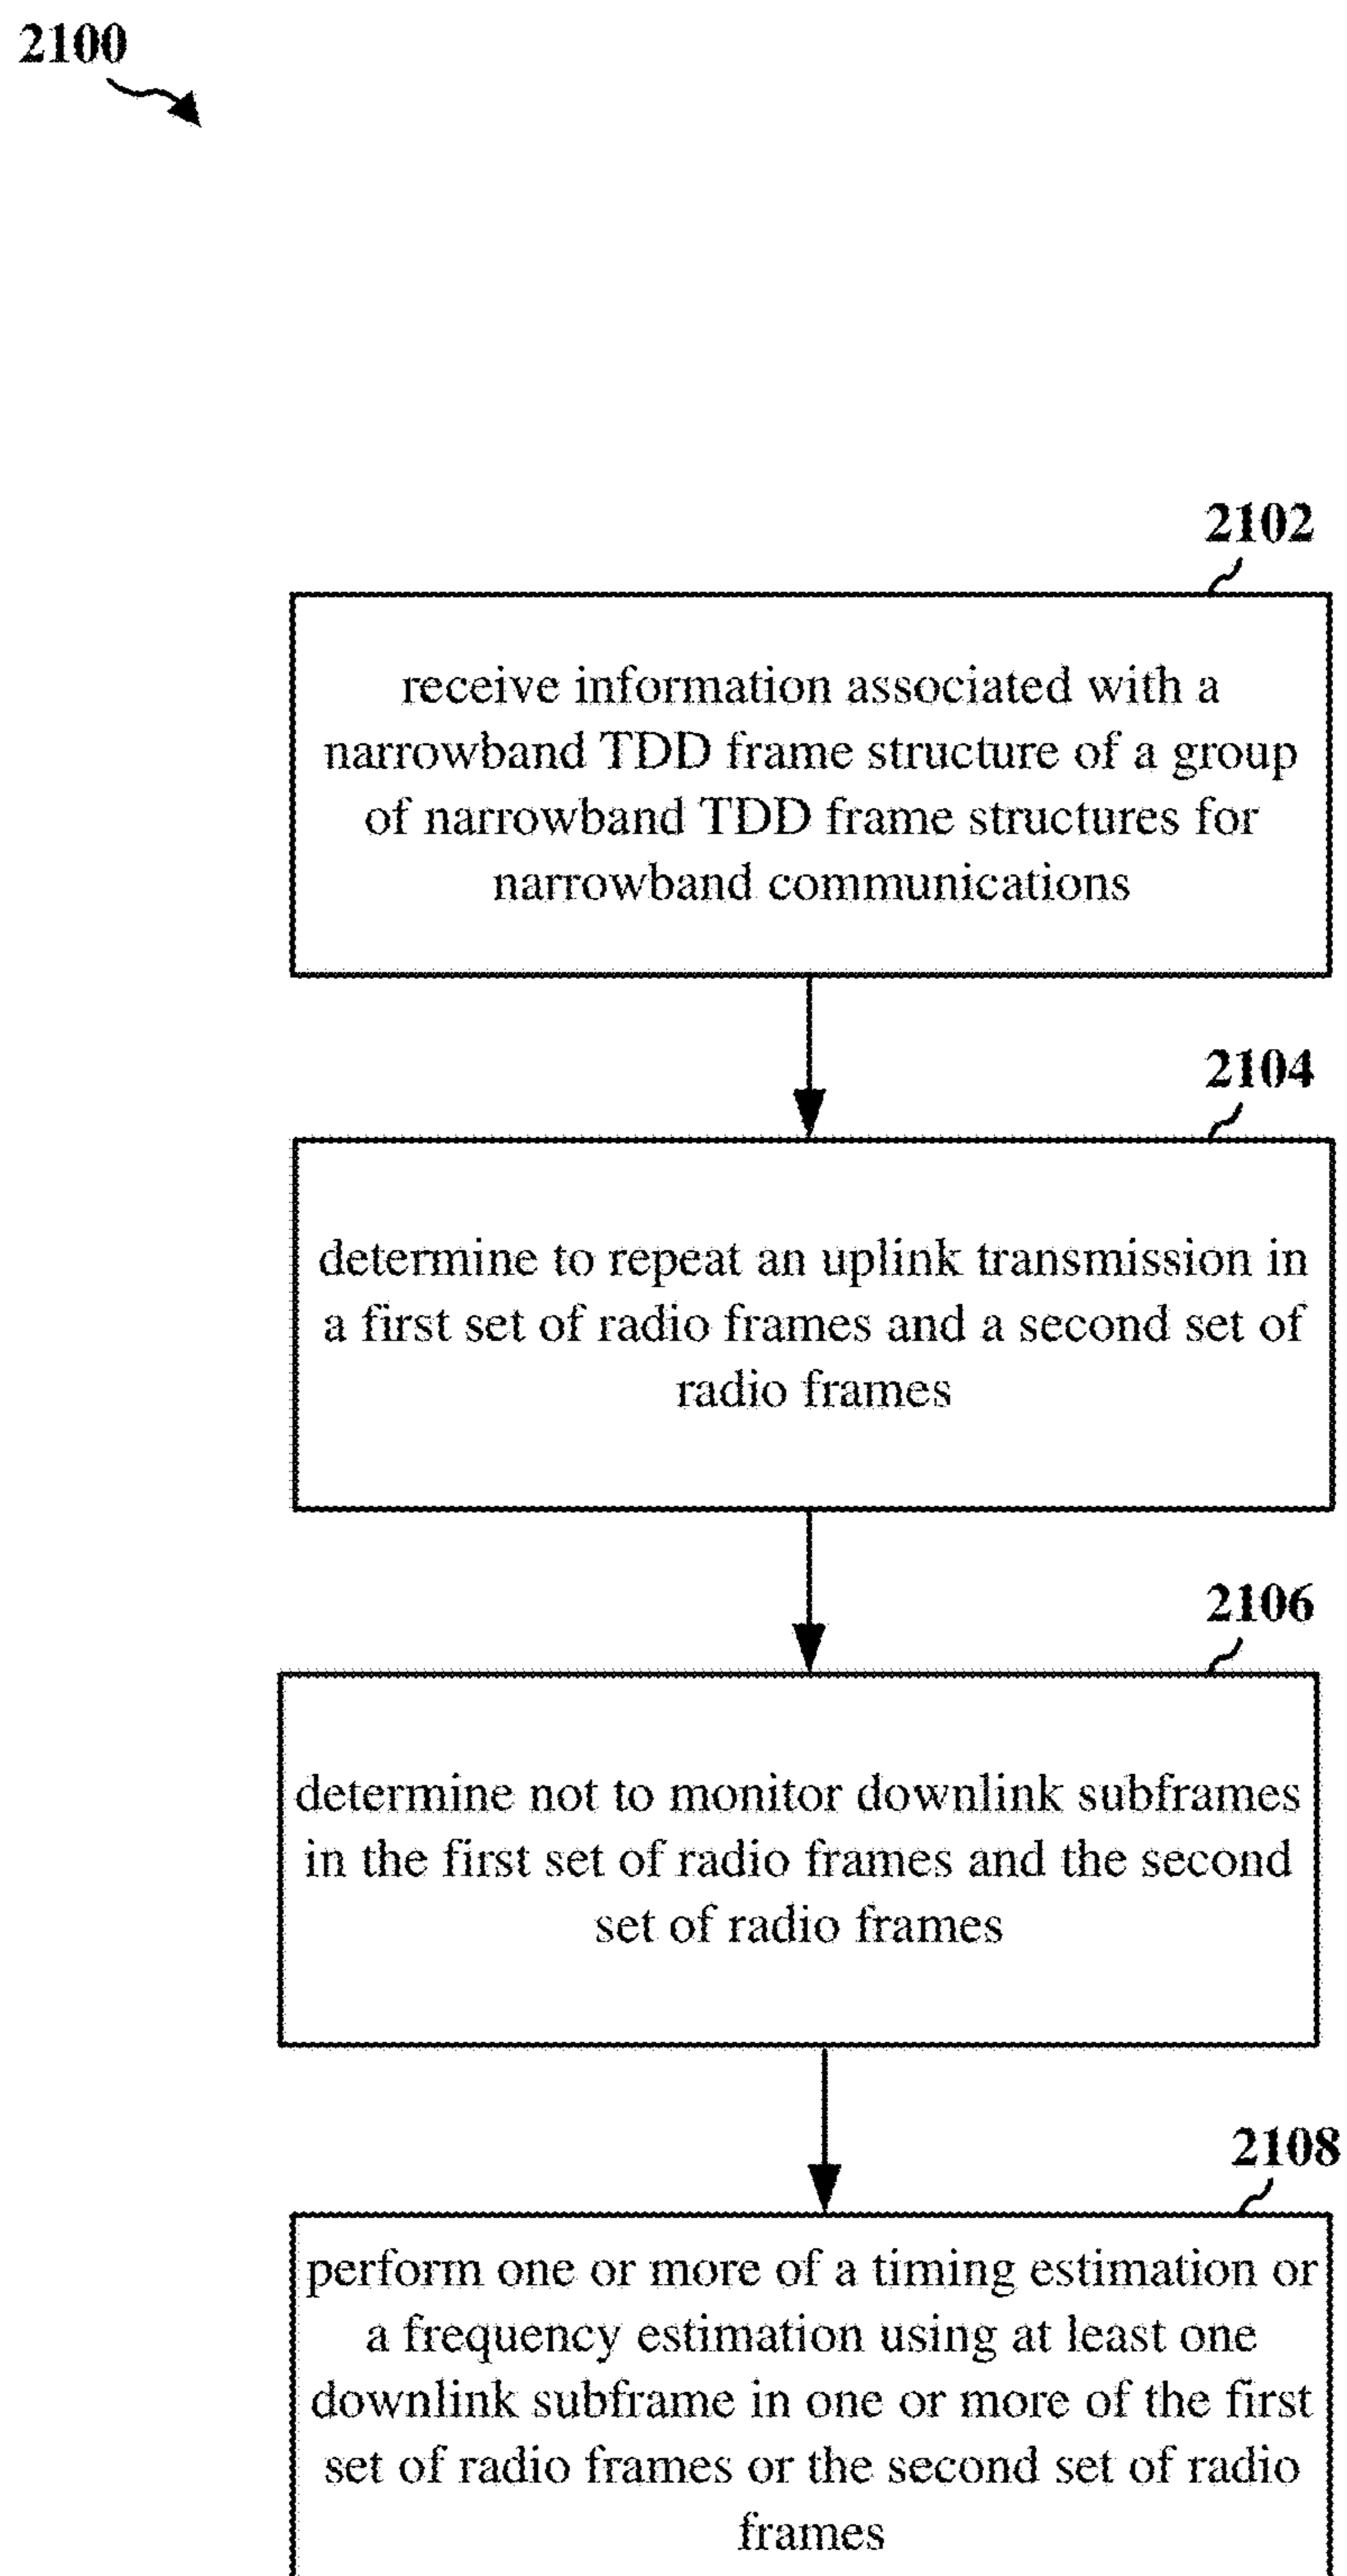 2100
2102
receive information associated with a
narrowband TDD frame structure of a group
of narrowband TDD frame structures for
narrowband communications
2104
determine to repeat an uplink transmission in
a first set of radio frames and a second set of
radio frames
2106
determine not to monitor downlink subframes
in the first set of radio frames and the second
set of radio frames
2108
perform one or more of a timing estimation or
a frequency estimation using at least one
downlink subframe in one or more of the first
set of radio frames or the second set of radio
frames